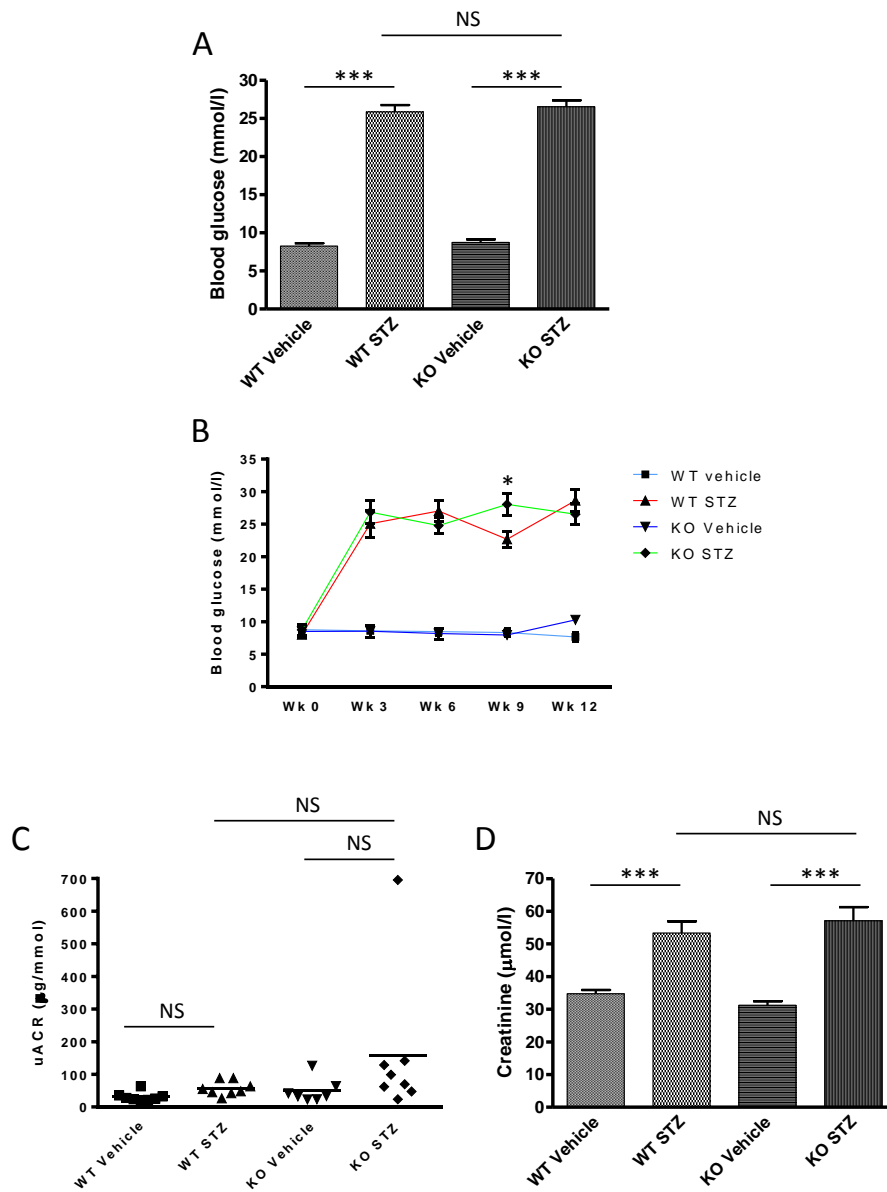 NS
A
*** ***
Blood glucose (mmol/l)
30
25
20
15
10
5
0
WT Vehicle
WT STZ
KO Vehicle
KO STZ
B
Blood glucose (mmol/l)
35
30
25
20
15
10
5
0
*
Wk 0 Wk 3 Wk 6 Wk 9 Wk 12
WT vehicle
WT STZ
KO Vehicle
KO STZ
NS
C
NS
uACR (µg/mmol)
700
600
500
400
300
200
100
0
NS
WT Vehicle
WT STZ
KO Vehicle
KO STZ
NS
D
*** ***
Creatinine (µmol/l)
70
60
50
40
30
20
10
0
WT Vehicle
WT STZ
KO Vehicle
KO STZ